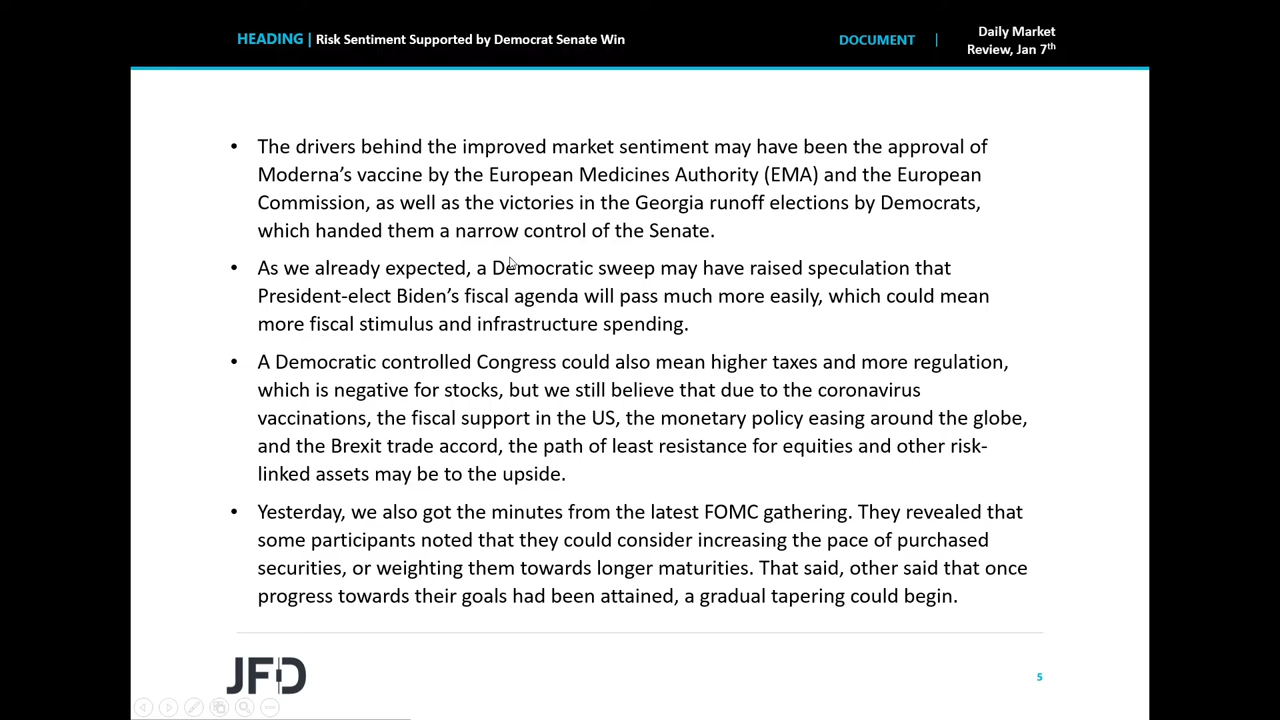 HEADING | Risk Sentiment Supported by Democrat Senate Win
DOCUMENT |
Daily Market
Review, Jan 7th
• The drivers behind the improved market sentiment may have been the approval of
Moderna’s vaccine by the European Medicines Authority (EMA) and the European
Commission, as well as the victories in the Georgia runoff elections by Democrats,
which handed them a narrow control of the Senate.
• As we already expected, a Democratic sweep may have raised speculation that
President-elect Biden’s fiscal agenda will pass much more easily, which could mean
more fiscal stimulus and infrastructure spending.
• A Democratic controlled Congress could also mean higher taxes and more regulation,
which is negative for stocks, but we still believe that due to the coronavirus
vaccinations, the fiscal support in the US, the monetary policy easing around the globe,
and the Brexit trade accord, the path of least resistance for equities and other risk-
linked assets may be to the upside.
• Yesterday, we also got the minutes from the latest FOMC gathering. They revealed that
some participants noted that they could consider increasing the pace of purchased
securities, or weighting them towards longer maturities. That said, other said that once
progress towards their goals had been attained, a gradual tapering could begin.
JFD
5